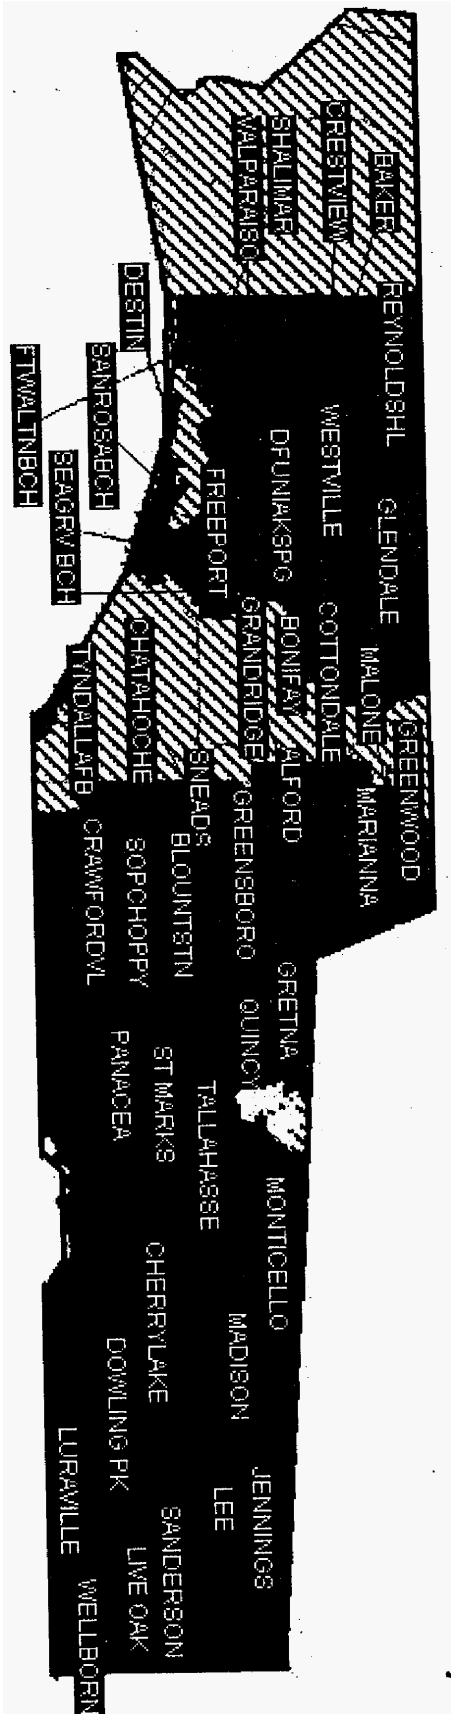 BAKER
CRESTVIEW
SHALIMAR
VALPARAISO
DESTIN
SANROSABCH
FTWALTNBCH
SEAGRV BCH
REYNOLDSHL
WESTVILLE
DFUNIAKSPG
FREEPORT
GLENDALE
GREENWOOD
MALONE
COTTONDALE
BONIFAY
GRANDRIDGE
CHATAHOCHE
TYNDALLAFB
MARIANNA
ALFORD
SNEADS
GREENSBORO
BLOUNTSTN
SOPCHOPPY
CRAWFORDVL
GRETNA
QUINCY
TALLAHASSE
ST MARKS
PANACEA
MONTICELLO
MADISON
CHERRYLAKE
DOWLING PK
LURAVILLE
JENNINGS
LEE
SANDERSON
LIVE OAK
WELLBORN